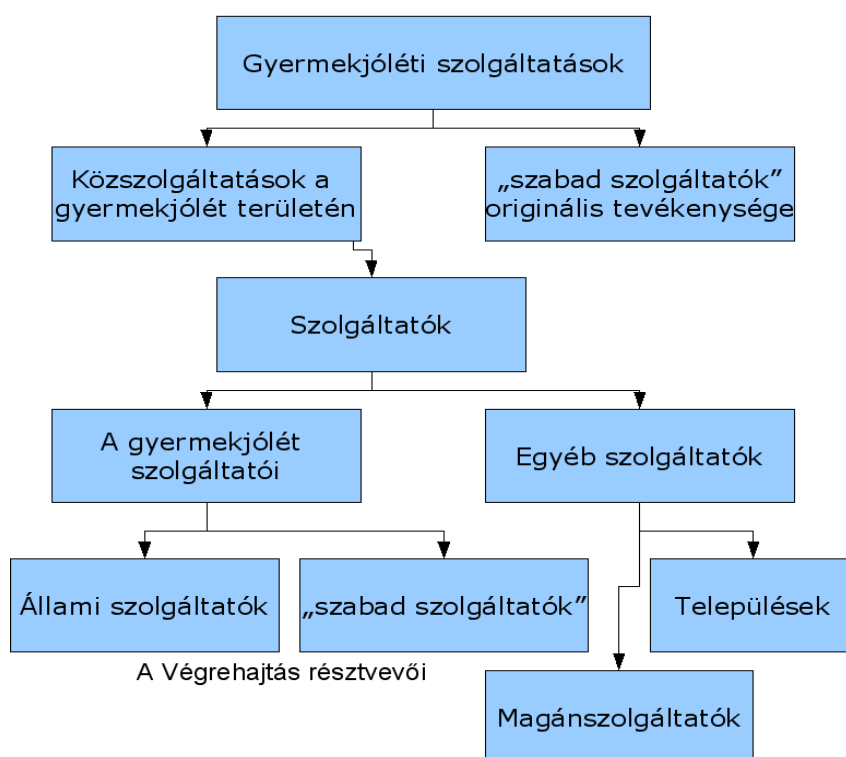 Gyermekjóléti szolgáltatások
Közszolgáltatások a
gyermekjólét területén
„szabad szolgáltatók”
originális tevékenysége
Szolgáltatók
A gyermekjólét
szolgáltatói
Egyéb szolgáltatók
Állami szolgáltatók
„szabad szolgáltatók”
Települések
A Végrehajtás résztvevői
Magánszolgáltatók